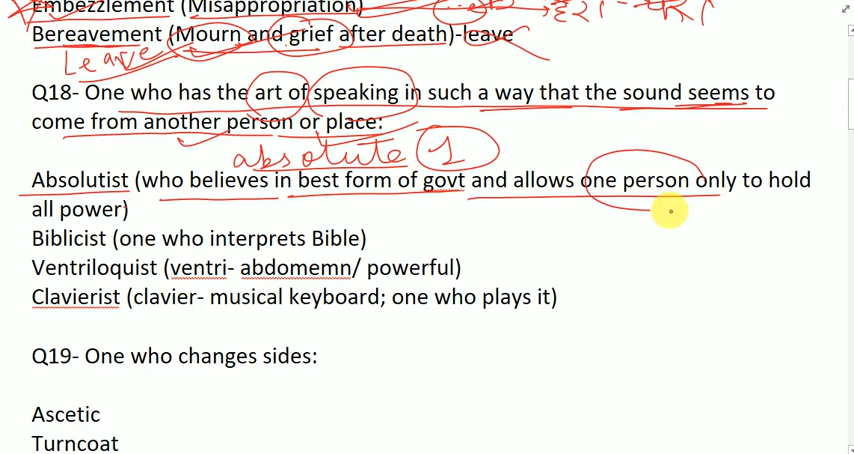 Embezzlement (Misappropriation)
Bereavement (Mourn and grief after death)-leave
Leave
Q18- One who has the art of speaking in such a way that the sound seems to
come from another person or place:
absolute 1
Absolutist (who believes in best form of govt and allows one person only to hold
all power)
Biblicist (one who interprets Bible)
Ventriloquist (ventri- abdomemn/ powerful)
Clavierist (clavier- musical keyboard; one who plays it)
Q19- One who changes sides:
Ascetic
Turncoat